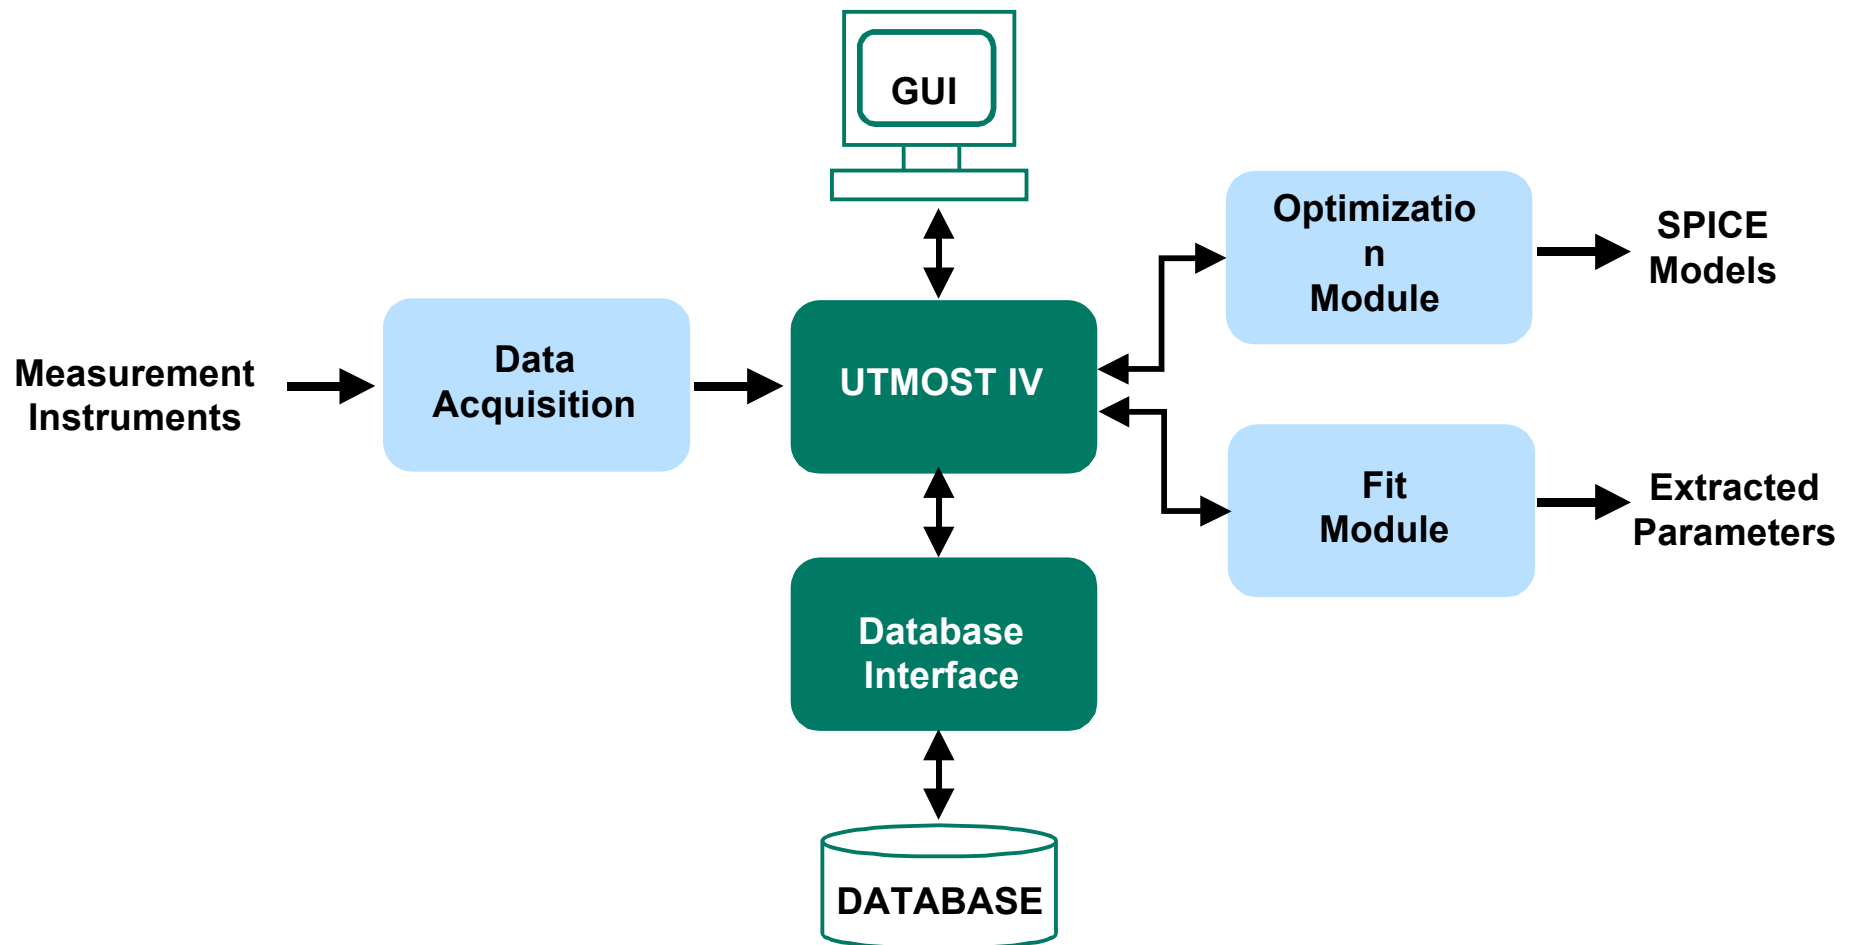 GUI
Optimizatio
n
Module
SPICE
Models
Measurement
Instruments
Data
Acquisition
UTMOST IV
Fit
Module
Extracted
Parameters
Database
Interface
DATABASE